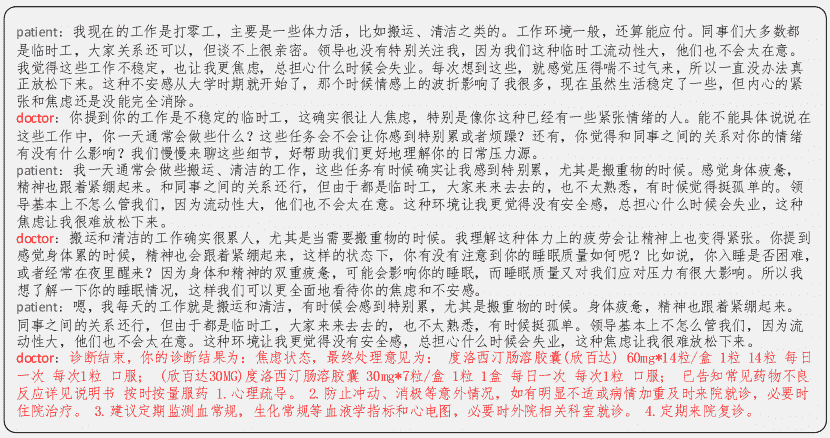 patient: 我现在的工作是打零工，主要是一些体力活，比如搬运、清洁之类的。工作环境一般，还算能应付。同事们大多数都
是临时工，大家关系还可以，但谈不上很亲密。领导也没有特别关注我，因为我们这种临时工流动性大，他们也不会太在意。
我觉得这些工作不稳定，也让我更焦虑，总担心什么时候会失业。每次想到这些，就感觉压得喘不过气来，所以一直没办法真
正放松下来。这种不安感从大学时期就开始了，那个时候情感上的波折影响了我很多，现在虽然生活稳定了一些，但内心的紧
张和焦虑还是没能完全消除。
doctor: 你提到你的工作是不稳定的临时工，这确实很让人焦虑，特别是像你这种已经有一些紧张情绪的人。能不能具体说说在
这些工作中，你一天通常会做些什么？这些任务会不会让你感到特别累或者烦躁？还有，你觉得和同事之间的关系对你的情绪
有没有什么影响？我们慢慢来聊这些细节，好帮助我们更好地理解你的日常压力源。
patient: 我一天通常会做些搬运、清洁的工作，这些任务有时候确实让我感到特别累，尤其是搬重物的时候。感觉身体疲惫，
精神也跟着紧绷起来。和同事之间的关系还行，但由于都是临时工，大家来来去去的，也不太熟悉，有时候觉得挺孤单的。领
导基本上不怎么管我们，因为流动性大，他们也不会太在意。这种环境让我更觉得没有安全感，总担心什么时候会失业，这种
焦虑让我很难放松下来。
doctor: 搬运和清洁的工作确实很累人，尤其是当需要搬重物的时候。我理解这种体力上的疲劳会让精神上也变得紧张。你提到
感觉身体累的时候，精神也会跟着紧绷起来，这样的状态下，你有没有注意到你的睡眠质量如何呢？比如说，你入睡是否困难，
或者经常在夜里醒来？因为身体和精神的双重疲惫，可能会影响你的睡眠，而睡眠质量又对我们应对压力有很大影响。所以我
想了解一下你的睡眠情况，这样我们可以更全面地看待你的焦虑和不安感。
patient: 嗯，我每天的工作就是搬运和清洁，有时候会感到特别累，尤其是搬重物的时候。身体疲惫，精神也跟着紧绷起来。
同事之间的关系还行，但由于都是临时工，大家来来去去的，也不太熟悉，有时候挺孤单的。领导基本上不怎么管我们，因为流
动性大，他们也不会太在意。这种环境让我更觉得没有安全感，总担心什么时候会失业，这种焦虑让我很难放松下来。
doctor: 诊断结束，你的诊断结果为：焦虑状态，最终处理意见为： 度洛西汀肠溶胶囊(欣百达) 60mg*14粒/盒 1粒 14粒 每日
一次 每次1粒 口服； (欣百达30MG)度洛西汀肠溶胶囊 30mg*7粒/盒 1粒 1盒 每日一次 每次1粒 口服； 已告知常见药物不良
反应详见说明书 按时按量服药 1.心理疏导。 2.防止冲动、消极等意外情况，如有明显不适或病情加重及时来院就诊，必要时
住院治疗。 3.建议定期监测血常规，生化常规等血液学指标和心电图，必要时外院相关科室就诊。 4.定期来院复诊。